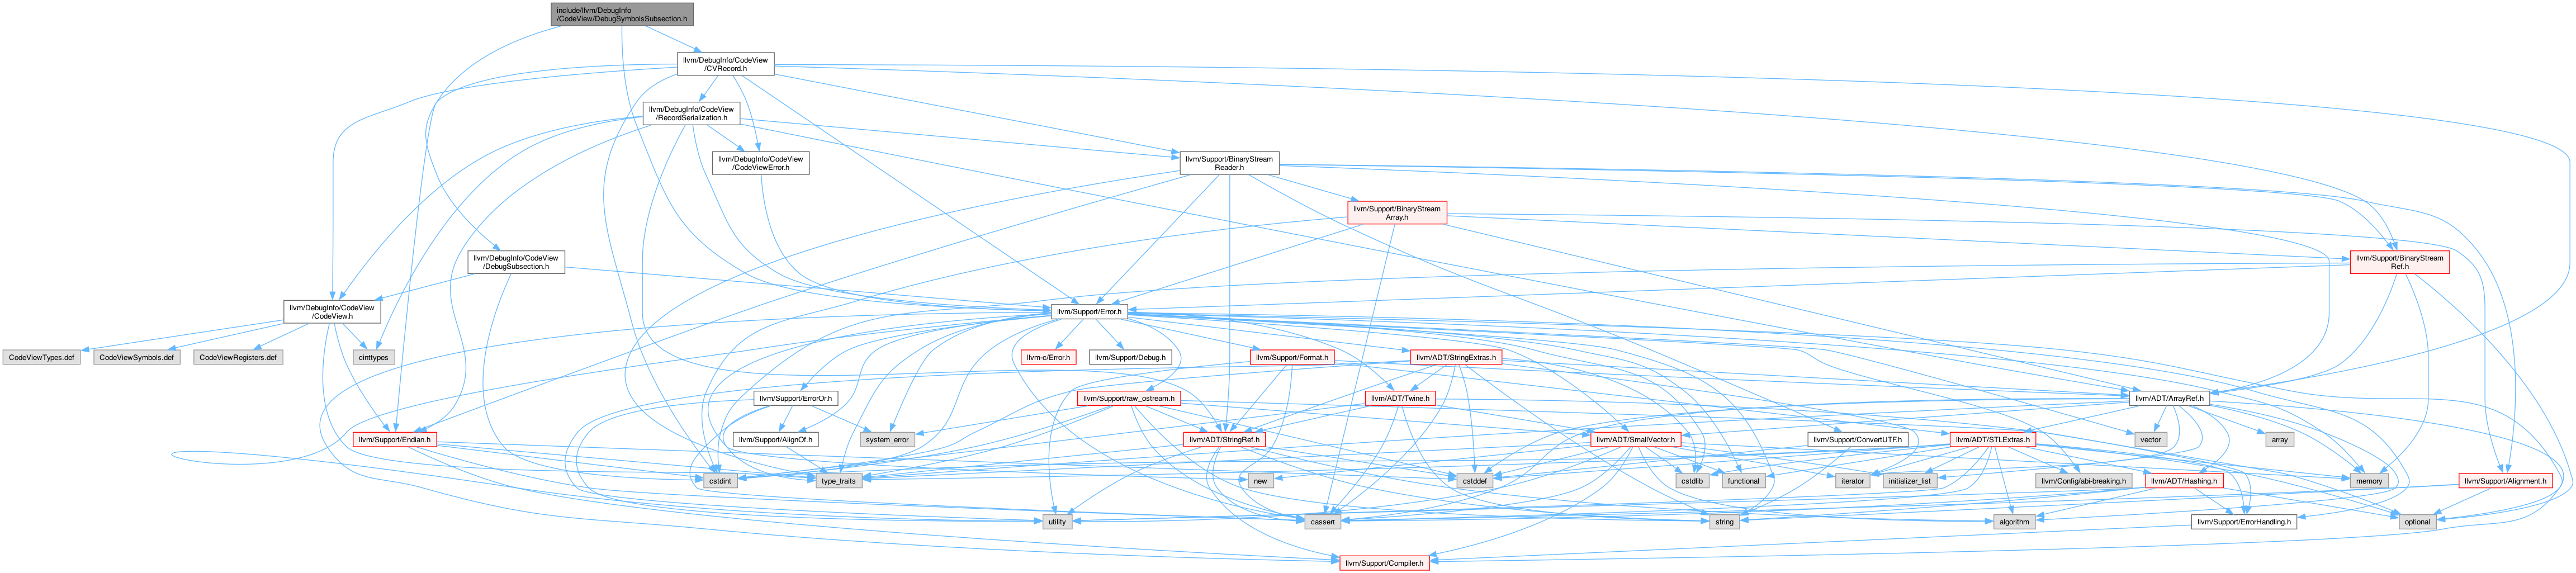 include/llvm/DebugInfo
/CodeView/DebugSymbolsSubsection.h
llvm/DebugInfo/CodeView
/CVRecord.h
llvm/DebugInfo/CodeView
/RecordSerialization.h
llvm/DebugInfo/CodeView
/CodeViewError.h
llvm/Support/BinaryStream
Reader.h
llvm/Support/BinaryStream
Array.h
llvm/DebugInfo/CodeView
/DebugSubsection.h
llvm/Support/BinaryStream
Ref.h
llvm/DebugInfo/CodeView
/CodeView.h
llvm/Support/Error.h
CodeViewTypes.def
CodeViewSymbols.def
CodeViewRegisters.def
cinttypes
llvm-c/Error.h
llvm/Support/Debug.h
llvm/Support/Format.h
llvm/ADT/StringExtras.h
llvm/Support/ErrorOr.h
llvm/Support/raw_ostream.h
llvm/ADT/Twine.h
llvm/ADT/ArrayRef.h
llvm/Support/Endian.h
llvm/Support/AlignOf.h
system_error
llvm/ADT/StringRef.h
llvm/ADT/SmallVector.h
llvm/Support/ConvertUTF.h
llvm/ADT/STLExtras.h
vector
array
cstdint
type_traits
new
cstddef
cstdlib
functional
iterator
initializer_list
llvm/Config/abi-breaking.h
llvm/ADT/Hashing.h
memory
llvm/Support/Alignment.h
utility
cassert
string
algorithm
llvm/Support/ErrorHandling.h
optional
llvm/Support/Compiler.h